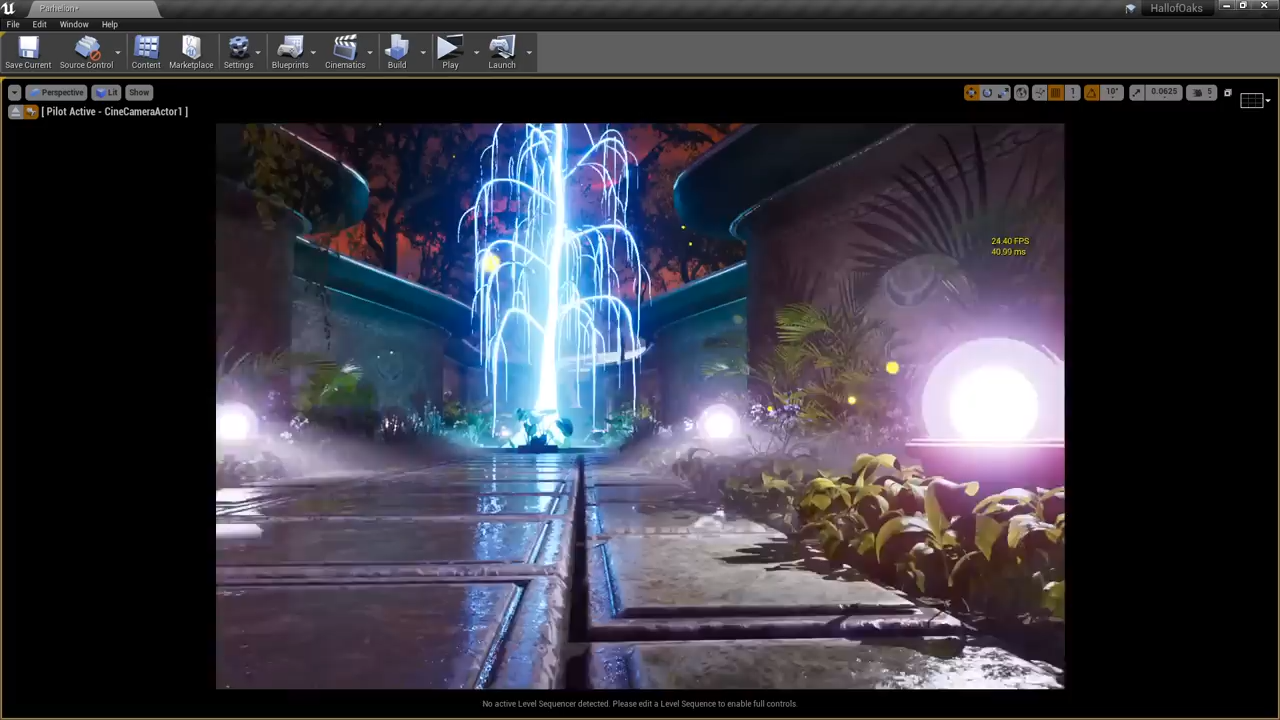 Parhelion*
HallofOaks
File Edit Window Help
Save Current Source Control Content Marketplace Settings Blueprints Cinematics Build Play Launch
Perspective Lit Show
1 10° 0.0625 5
[ Pilot Active - CineCameraActor1 ]
24.40 FPS
40.99 ms
No active Level Sequencer detected. Please edit a Level Sequence to enable full controls.